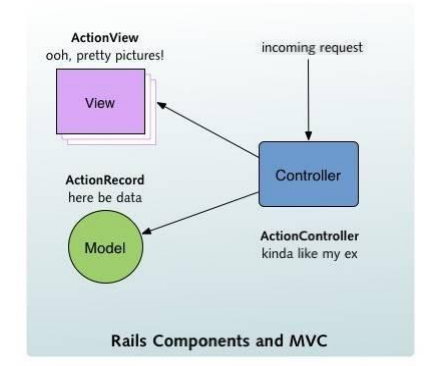 ActionView
ooh, pretty pictures!
View
incoming request
Controller
ActionRecord
here be data
Model
ActionController
kinda like my ex
Rails Components and MVC